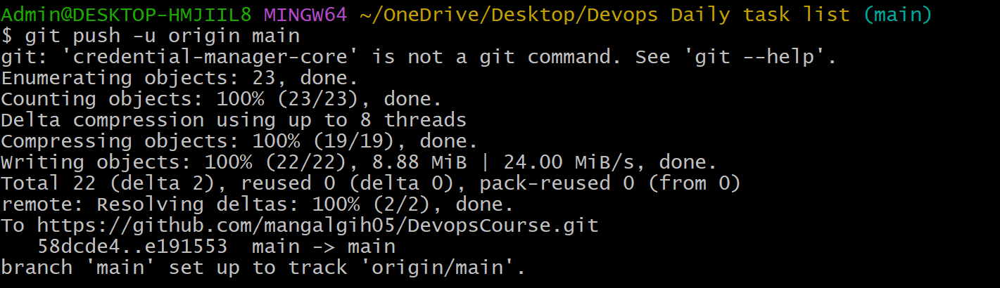 Admin@DESKTOP-HMJIIL8 MINGW64 ~/OneDrive/Desktop/Devops Daily task list (main)
$ git push -u origin main
git: 'credential-manager-core' is not a git command. See 'git --help'.
Enumerating objects: 23, done.
Counting objects: 100% (23/23), done.
Delta compression using up to 8 threads
Compressing objects: 100% (19/19), done.
Writing objects: 100% (22/22), 8.88 MiB | 24.00 MiB/s, done.
Total 22 (delta 2), reused 0 (delta 0), pack-reused 0 (from 0)
remote: Resolving deltas: 100% (2/2), done.
To https://github.com/mangalgih05/DevopsCourse.git
   58dcde4..e191553  main -> main
branch 'main' set up to track 'origin/main'.